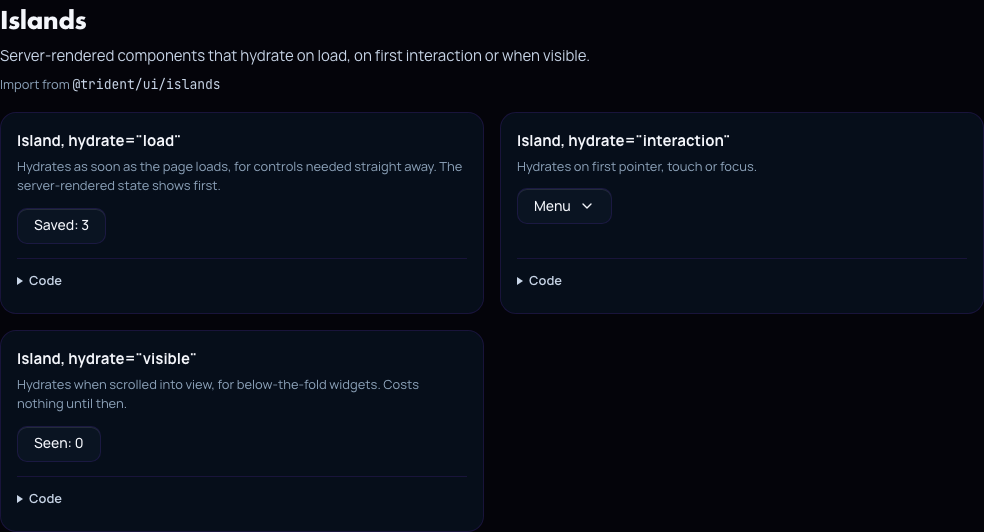 Islands
Server-rendered components that hydrate on load, on first interaction or when visible.
Import from @trident/ui/islands
Island, hydrate="load"
Hydrates as soon as the page loads, for controls needed straight away. The
server-rendered state shows first.
Saved: 3
Code
Island, hydrate="interaction"
Hydrates on first pointer, touch or focus.
Menu
Code
Island, hydrate="visible"
Hydrates when scrolled into view, for below-the-fold widgets. Costs
nothing until then.
Seen: 0
Code